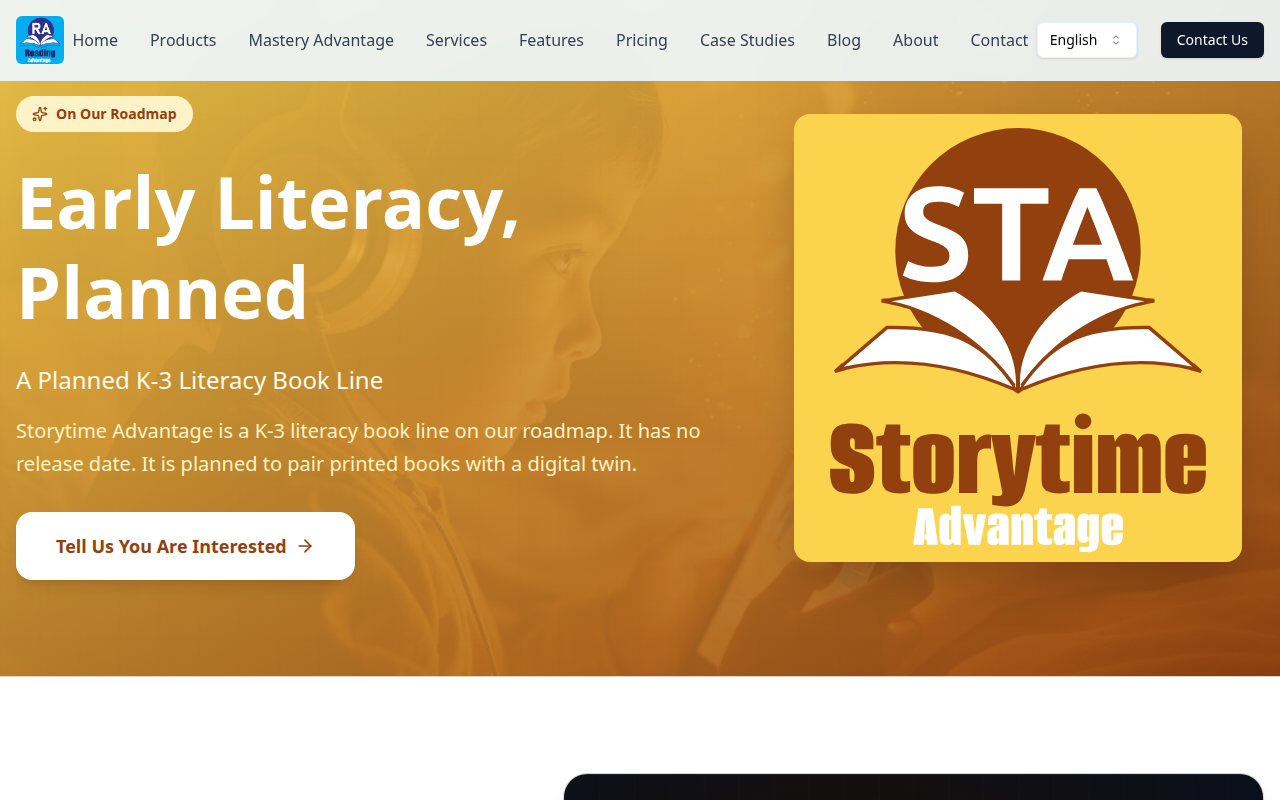 RA
Reading
Advantage
Home
Products
Mastery Advantage
Services
Features
Pricing
Case Studies
Blog
About
Contact
English
Contact Us
On Our Roadmap
Early Literacy,
Planned
A Planned K-3 Literacy Book Line
Storytime Advantage is a K-3 literacy book line on our roadmap. It has no
release date. It is planned to pair printed books with a digital twin.
Tell Us You Are Interested
STA
Storytime
Advantage